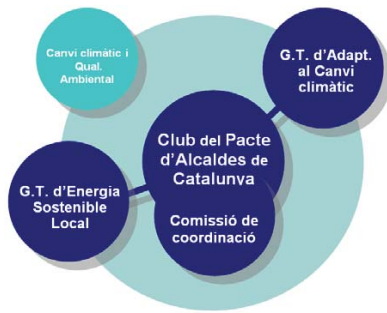 Canvi climàtic i
Qual.
Ambiental
G.T. d'Adapt.
al Canvi
climàtic
Club del Pacte
d'Alcaldes de
Catalunya
G.T. d'Energia
Sostenible
Local
Comissió de
coordinació